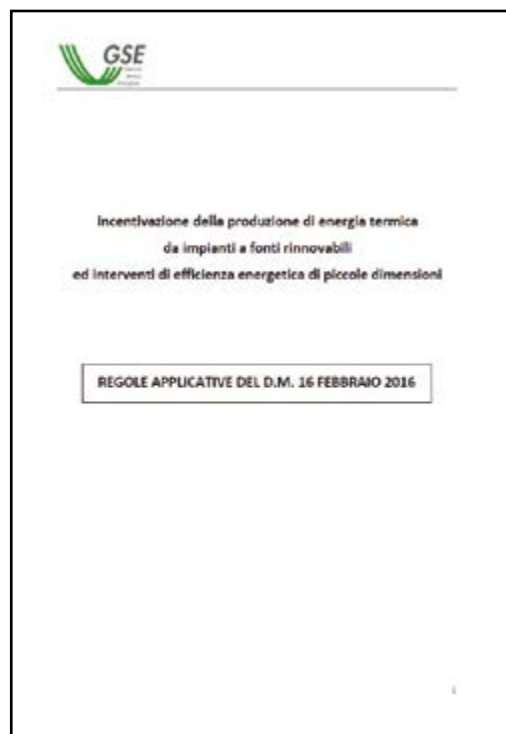 GSE
Incentivazione della produzione di energia termica
da impianti a fonti rinnovabili
ed interventi di efficienza energetica di piccole dimensioni
REGOLE APPLICATIVE DEL D.M. 16 FEBBRAIO 2016